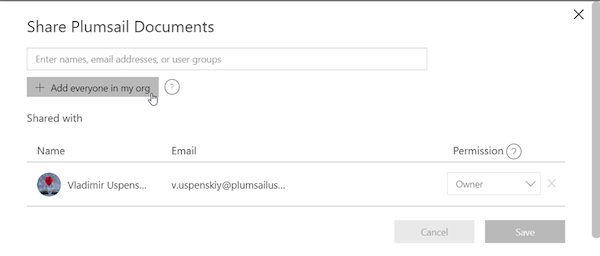 Share Plumsail Documents
Enter names, email addresses, or user groups
+ Add everyone in my org ?
Shared with
Name Email Permission ?
Vladimir Uspens... v.uspenskiy@plumsailus... Owner
Cancel Save